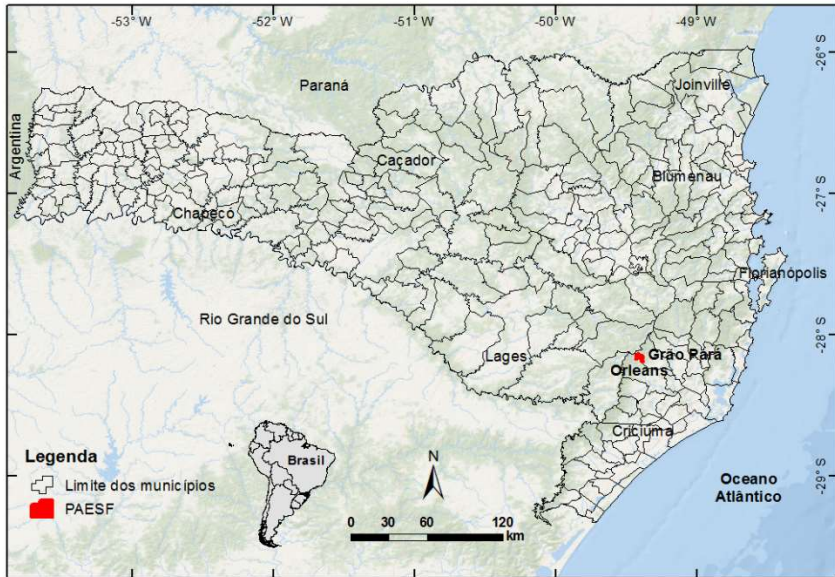 -53°W
-52°W
-51°W
-50°W
-49°W
-26°S
Paraná
Joinville
Argentina
Caçador
Blumenau
-27°S
Chapecó
Florianópolis
Rio Grande do Sul
-28°S
Lages
Grão Pará
Orleans
Criciúma
Legenda
Brasil
N
Limite dos municípios
PAESF
Oceano
Atlântico
-29°S
0 30 60 120
km